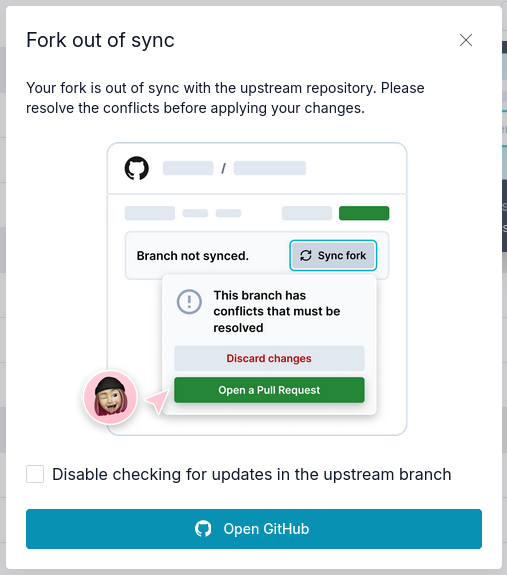 Fork out of sync
Your fork is out of sync with the upstream repository. Please
resolve the conflicts before applying your changes.
/
Branch not synced.
Sync fork
This branch has
conflicts that must be
resolved
Discard changes
Open a Pull Request
Disable checking for updates in the upstream branch
Open GitHub